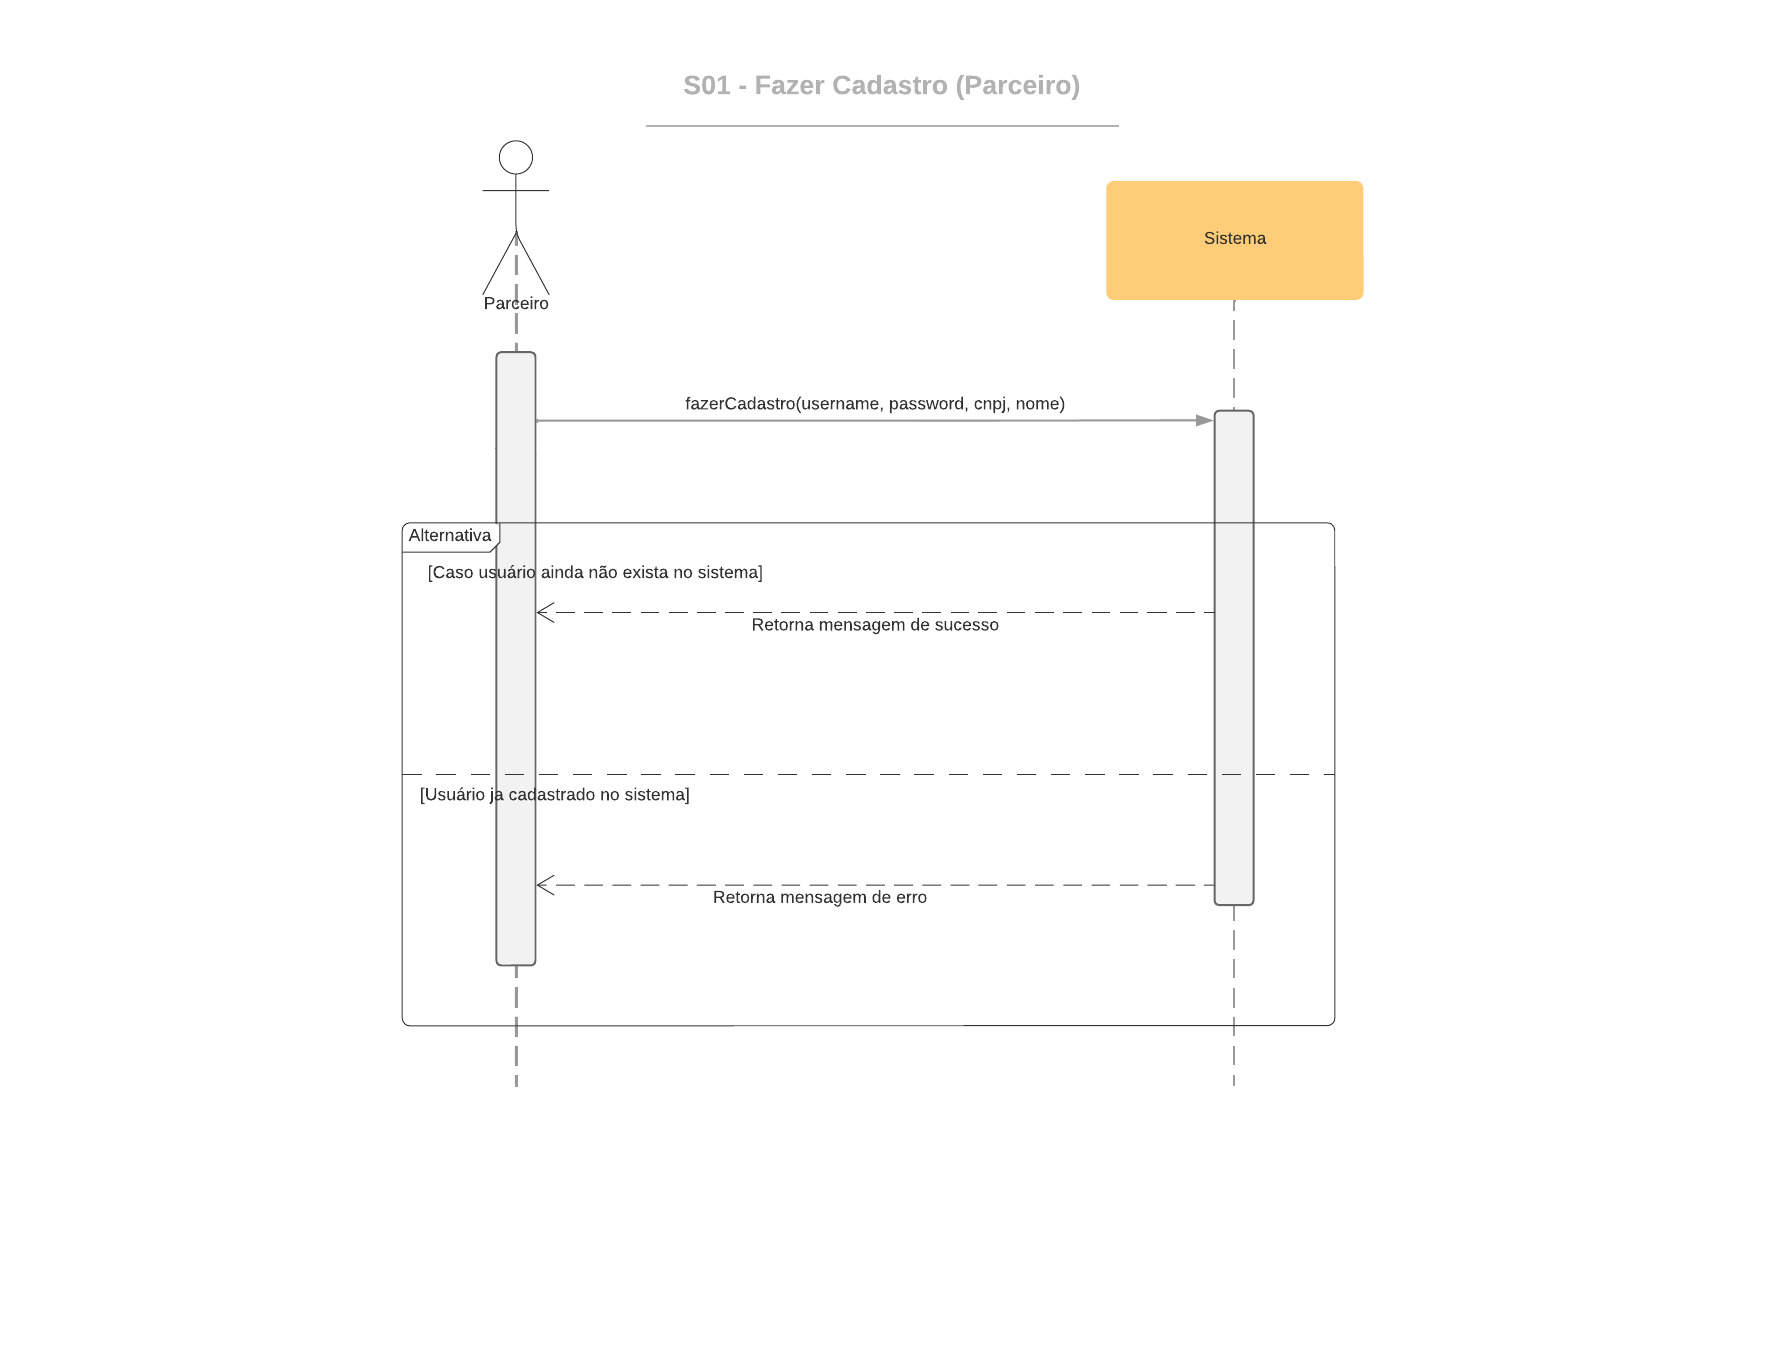 S01 - Fazer Cadastro (Parceiro)
Sistema
Parceiro
fazerCadastro(username, password, cnpj, nome)
Alternativa
[Caso usuário ainda não exista no sistema]
Retorna mensagem de sucesso
[Usuário ja cadastrado no sistema]
Retorna mensagem de erro